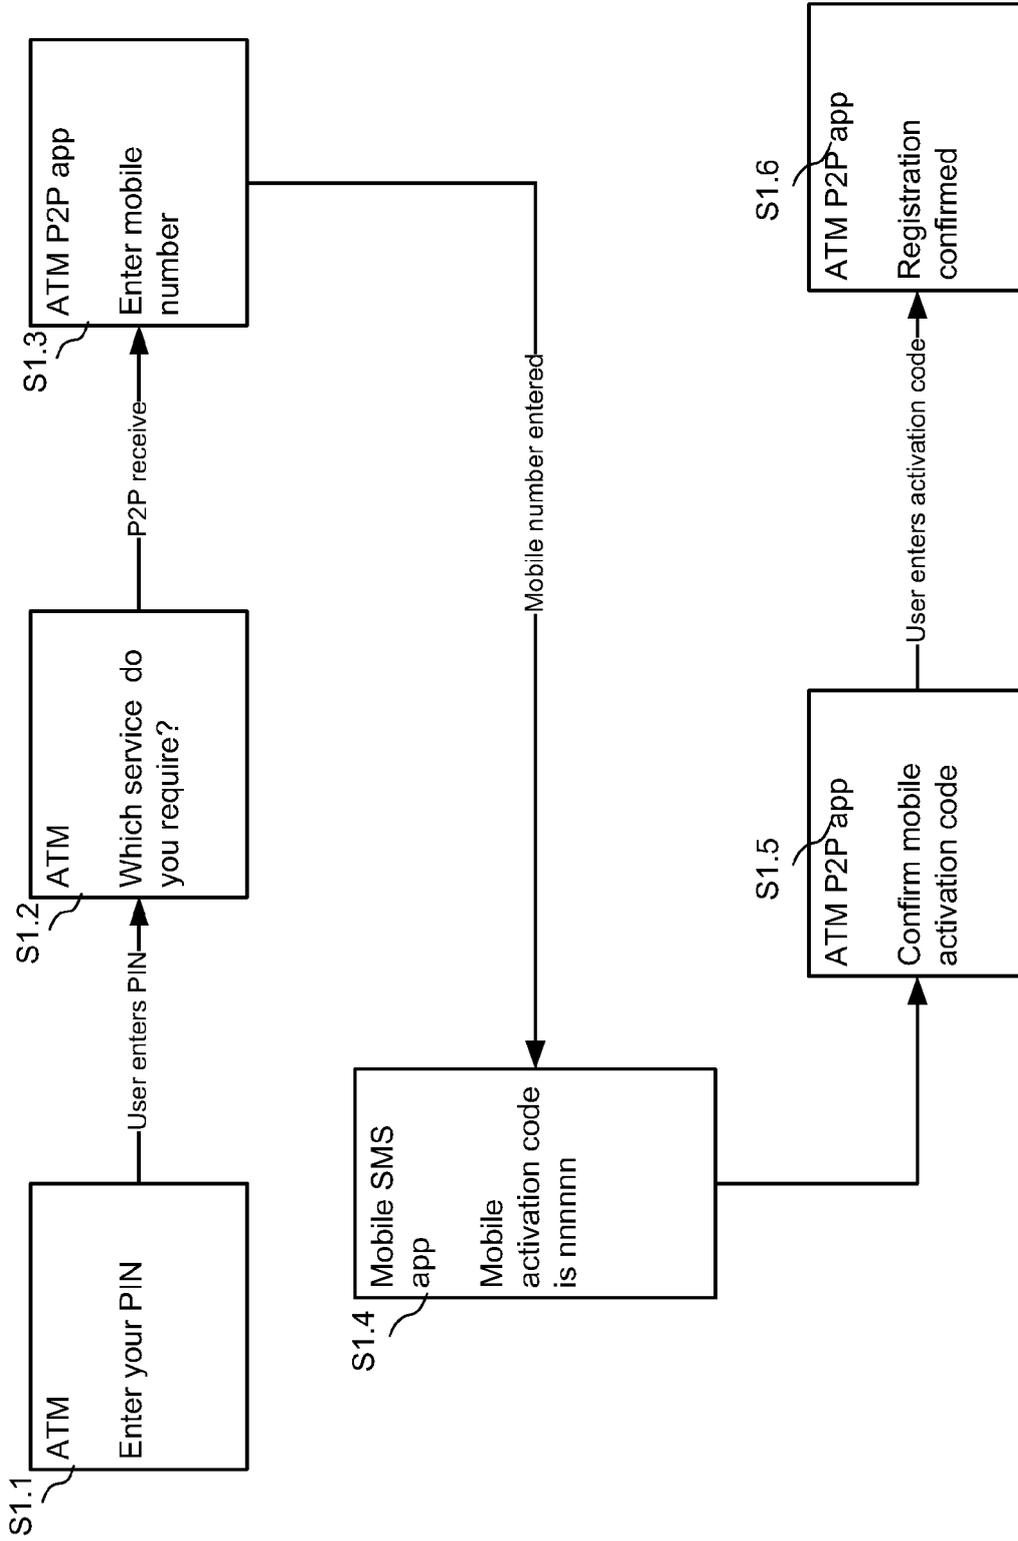 S1.1
ATM
Enter your PIN
User enters PIN
S1.2
ATM
Which service do
you require?
P2P receive
S1.3
ATM P2P app
Enter mobile
number
Mobile number entered
S1.4
Mobile SMS
app
Mobile
activation code
is nnnnnn
S1.5
ATM P2P app
Confirm mobile
activation code
User enters activation code
S1.6
ATM P2P app
Registration
confirmed